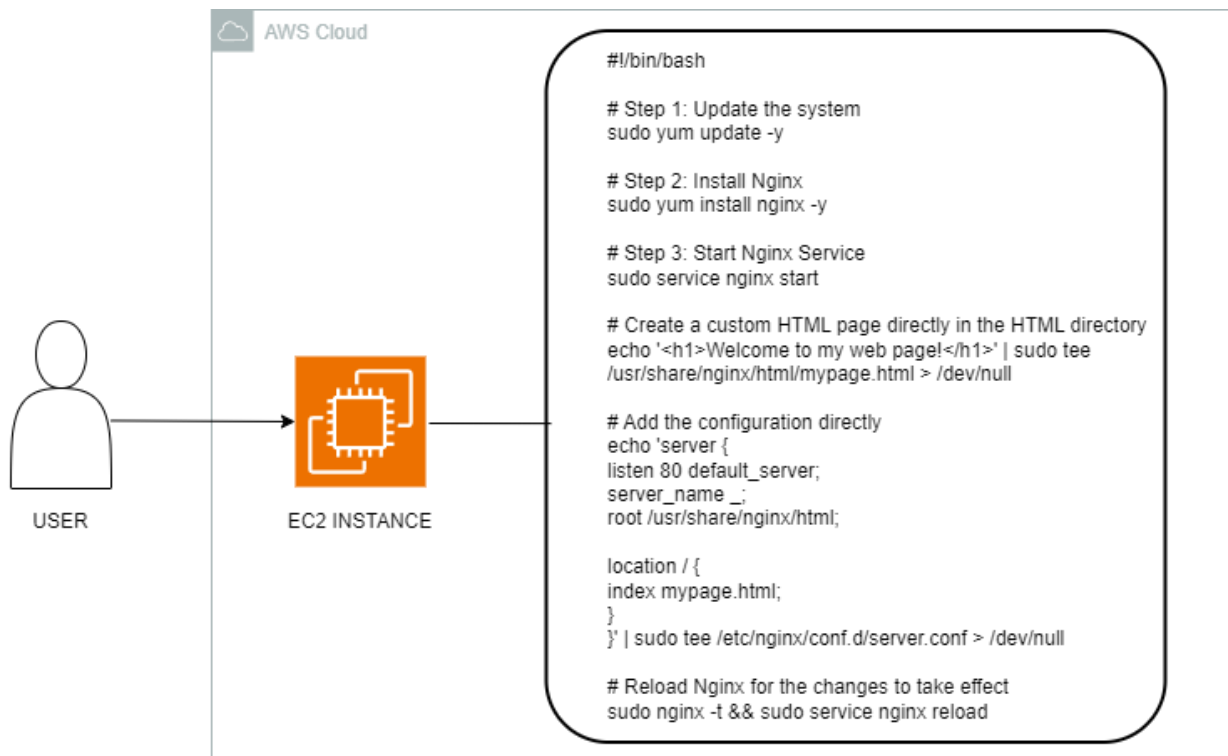 AWS Cloud
#!/bin/bash
# Step 1: Update the system
sudo yum update -y
# Step 2: Install Nginx
sudo yum install nginx -y
# Step 3: Start Nginx Service
sudo service nginx start
# Create a custom HTML page directly in the HTML directory
echo '<h1>Welcome to my web page!</h1>' | sudo tee
/usr/share/nginx/html/mypage.html > /dev/null
# Add the configuration directly
echo 'server {
listen 80 default_server;
server_name _;
root /usr/share/nginx/html;
location / {
index mypage.html;
}
}' | sudo tee /etc/nginx/conf.d/server.conf > /dev/null
# Reload Nginx for the changes to take effect
sudo nginx -t && sudo service nginx reload
USER
EC2 INSTANCE